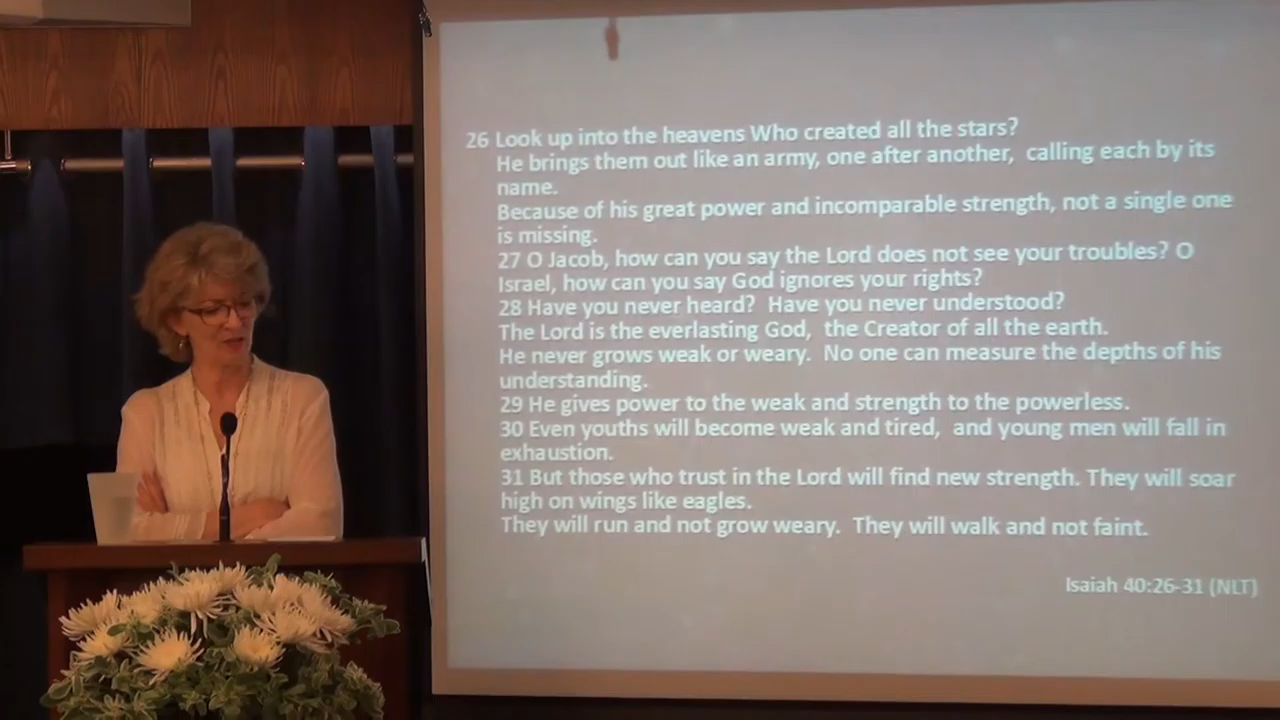 26 Look up into the heavens Who created all the stars?
He brings them out like an army, one after another, calling each by its
name.
Because of his great power and incomparable strength, not a single one
is missing.
27 O Jacob, how can you say the Lord does not see your troubles? O
Israel, how can you say God ignores your rights?
28 Have you never heard? Have you never understood?
The Lord is the everlasting God, the Creator of all the earth.
He never grows weak or weary. No one can measure the depths of his
understanding.
29 He gives power to the weak and strength to the powerless.
30 Even youths will become weak and tired, and young men will fall in
exhaustion.
31 But those who trust in the Lord will find new strength. They will soar
high on wings like eagles.
They will run and not grow weary. They will walk and not faint.
Isaiah 40:26-31 (NLT)